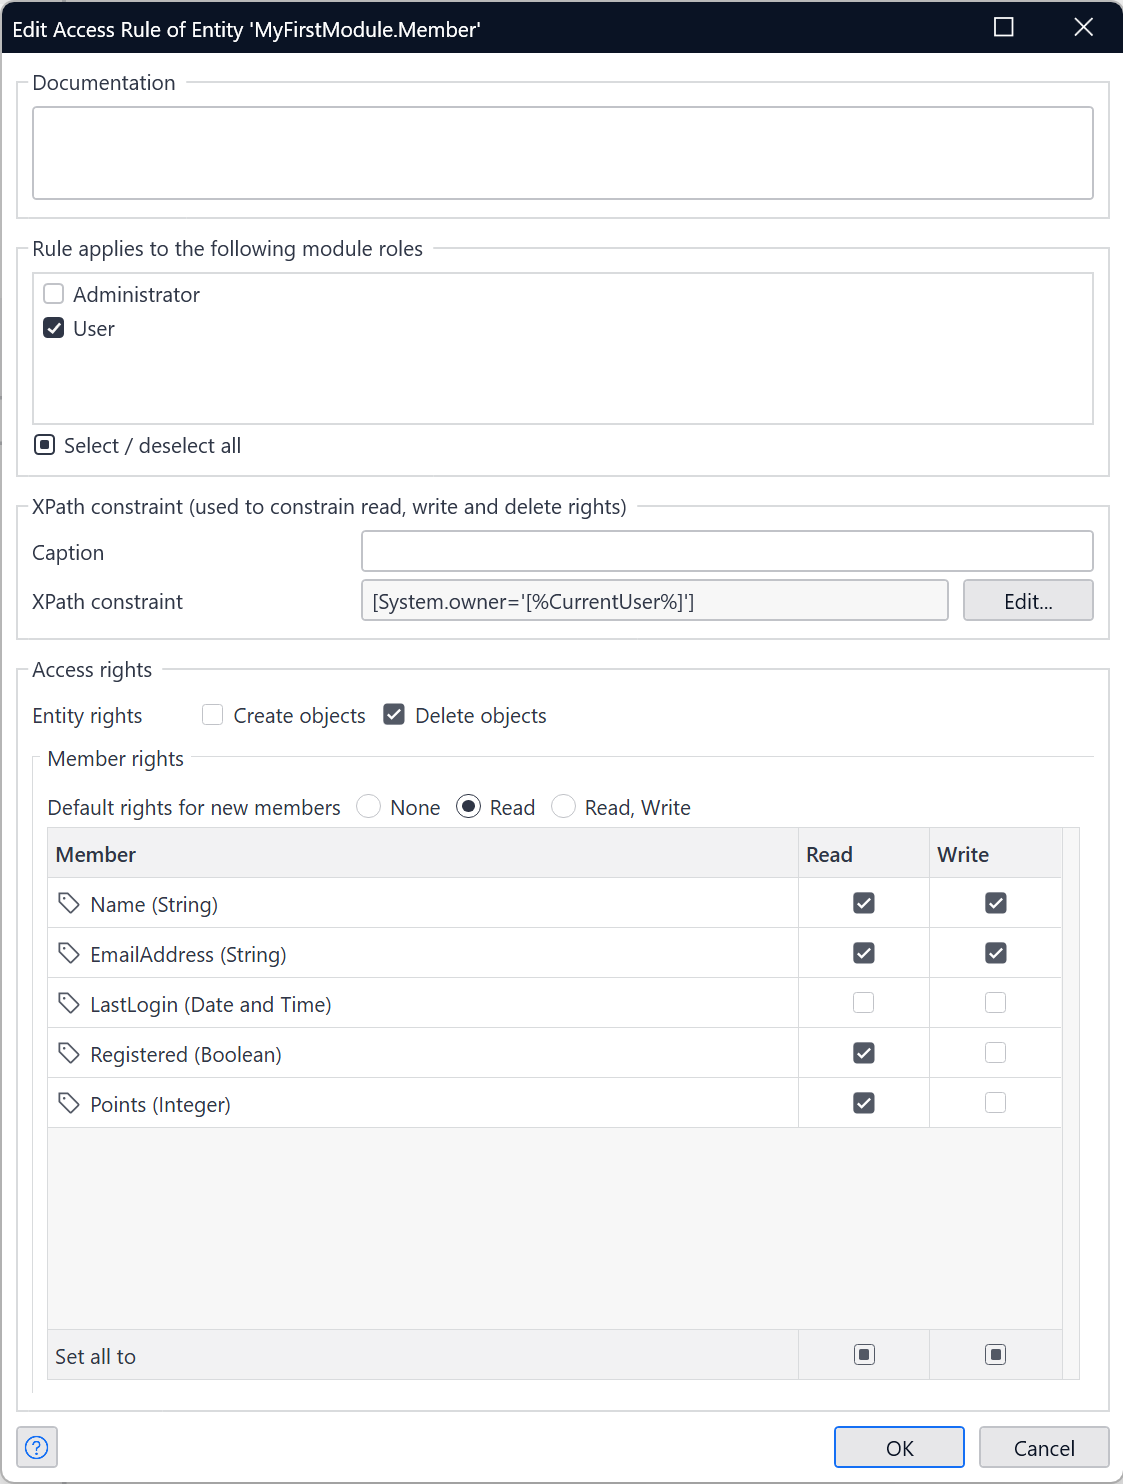 Edit Access Rule of Entity 'MyFirstModule.Member'
Documentation
Rule applies to the following module roles
Administrator
User
Select / deselect all
XPath constraint (used to constrain read, write and delete rights)
Caption
XPath constraint [System.owner='[%CurrentUser%]'] Edit...
Access rights
Entity rights Create objects Delete objects
Member rights
Default rights for new members None Read Read, Write
Member Read Write
Name (String)
EmailAddress (String)
LastLogin (Date and Time)
Registered (Boolean)
Points (Integer)
Set all to
? OK Cancel